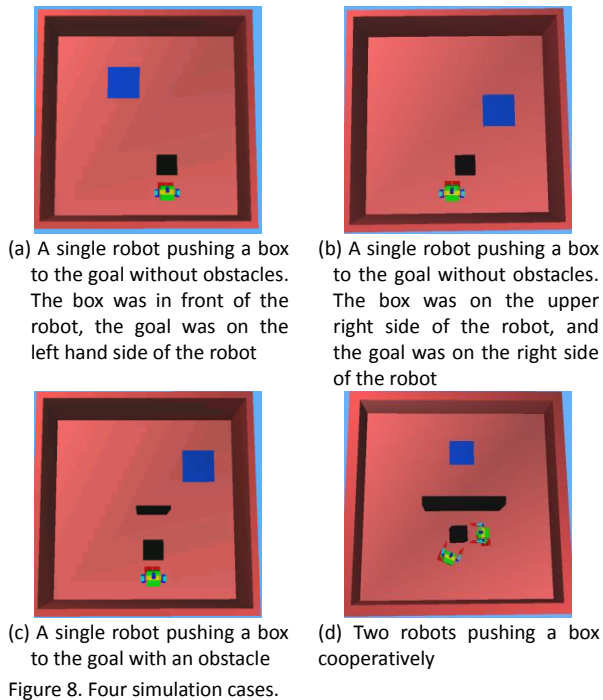 (a) A single robot pushing a box
to the goal without obstacles.
The box was in front of the
robot, the goal was on the
left hand side of the robot
(b) A single robot pushing a box
to the goal without obstacles.
The box was on the upper
right side of the robot, and
the goal was on the right side
of the robot
(c) A single robot pushing a box
to the goal with an obstacle
(d) Two robots pushing a box
cooperatively
Figure 8. Four simulation cases.